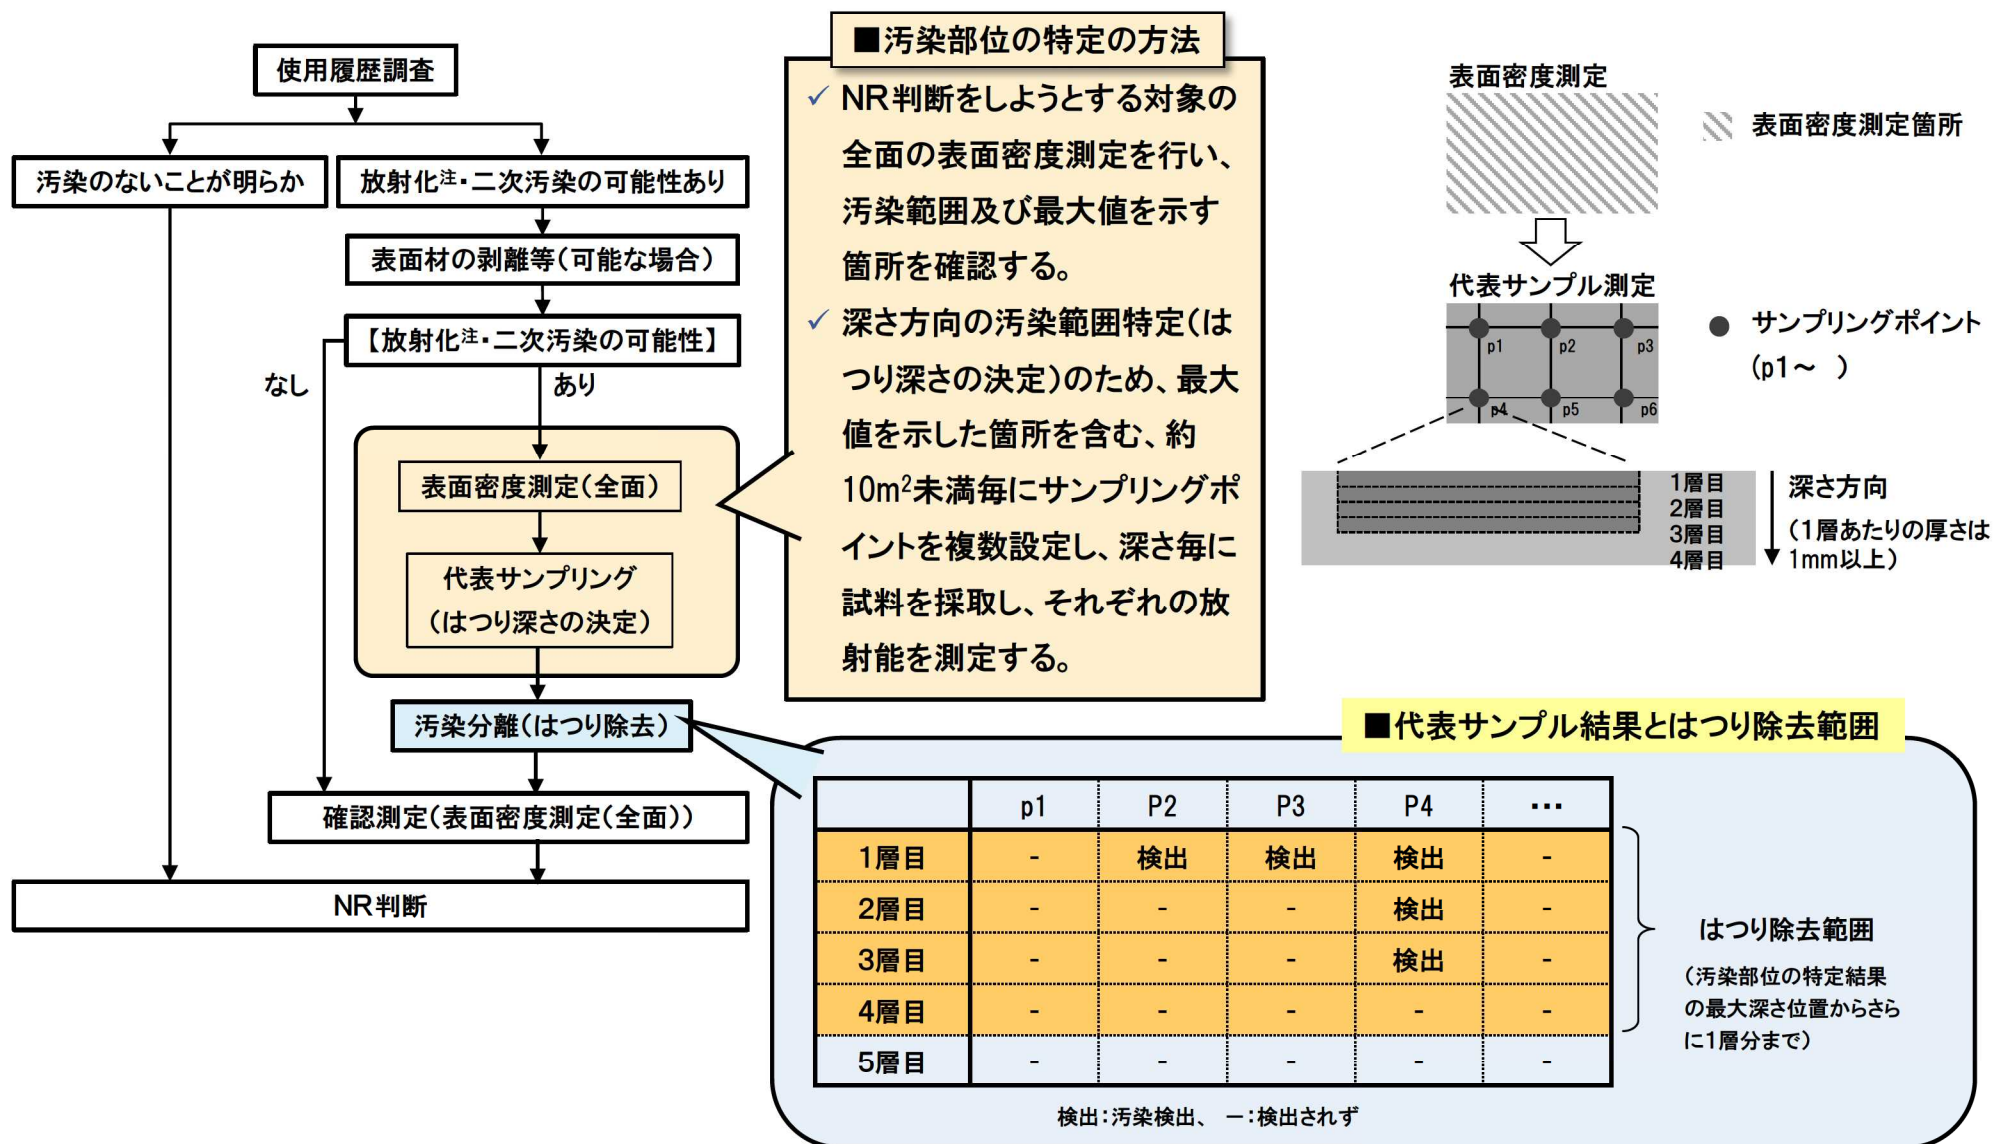 使用履歴調査
汚染のないことが明らか
放射化注・二次汚染の可能性あり
表面材の剥離等(可能な場合)
【放射化注・二次汚染の可能性】
なし
あり
表面密度測定(全面)
代表サンプリング
(はつり深さの決定)
汚染分離(はつり除去)
確認測定(表面密度測定(全面))
NR判断
■汚染部位の特定の方法
✓ NR判断をしようとする対象の
全面の表面密度測定を行い、
汚染範囲及び最大値を示す
箇所を確認する。
✓ 深さ方向の汚染範囲特定(は
つり深さの決定)のため、最大
値を示した箇所を含む、約
10m²未満毎にサンプリングポ
イントを複数設定し、深さ毎に
試料を採取し、それぞれの放
射能を測定する。
表面密度測定
表面密度測定箇所
代表サンプル測定
p1 p2 p3
p4 p5 p6
サンプリングポイント
(p1～ )
1層目
2層目
3層目
4層目
深さ方向
(1層あたりの厚さは
1mm以上)
■代表サンプル結果とはつり除去範囲
p1 P2 P3 P4 …
1層目 - 検出 検出 検出 -
2層目 - - - 検出 -
3層目 - - - 検出 -
4層目 - - - - -
5層目 - - - - -
はつり除去範囲
(汚染部位の特定結果
の最大深さ位置からさら
に1層分まで)
検出：汚染検出、 －：検出されず